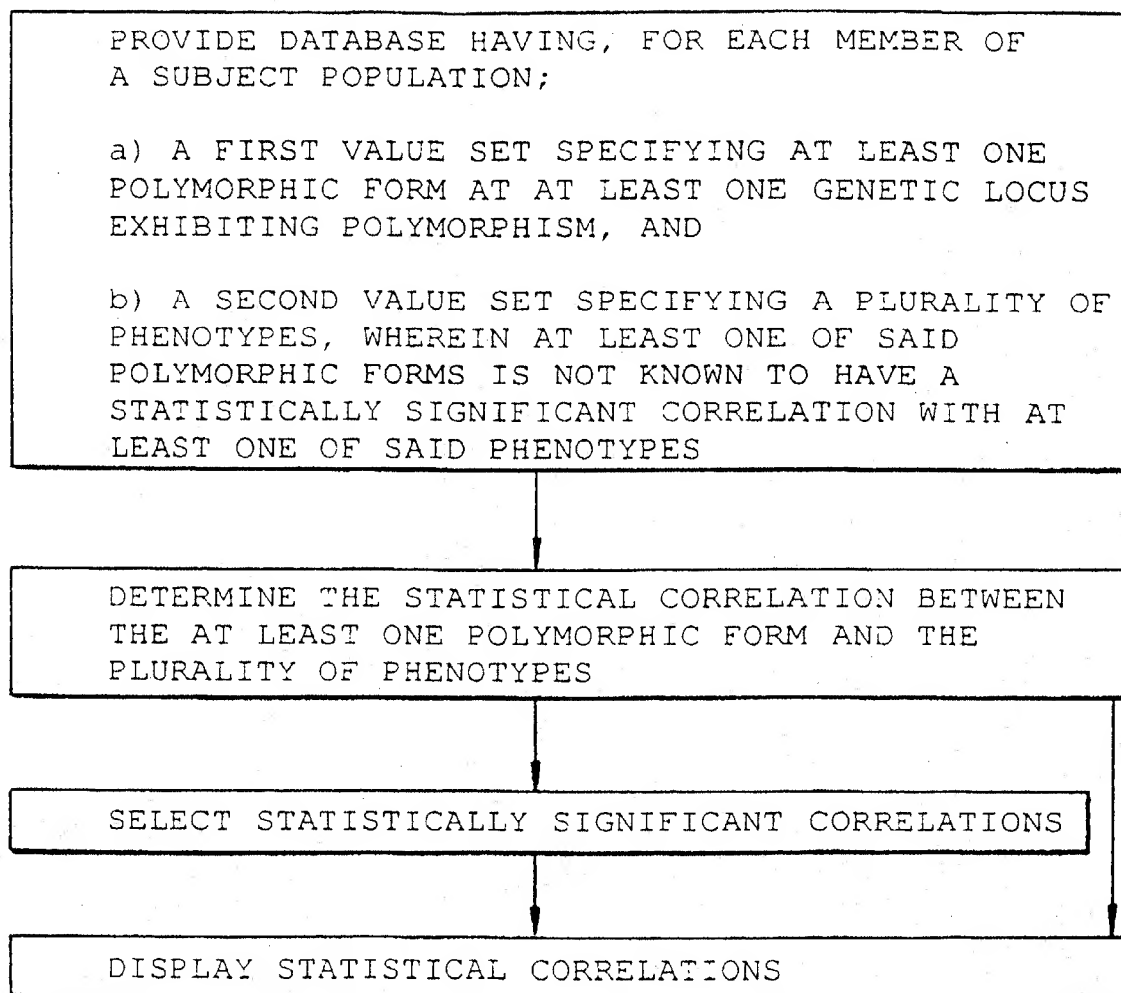 PROVIDE DATABASE HAVING, FOR EACH MEMBER OF
A SUBJECT POPULATION;
a) A FIRST VALUE SET SPECIFYING AT LEAST ONE
POLYMORPHIC FORM AT AT LEAST ONE GENETIC LOCUS
EXHIBITING POLYMORPHISM, AND
b) A SECOND VALUE SET SPECIFYING A PLURALITY OF
PHENOTYPES, WHEREIN AT LEAST ONE OF SAID
POLYMORPHIC FORMS IS NOT KNOWN TO HAVE A
STATISTICALLY SIGNIFICANT CORRELATION WITH AT
LEAST ONE OF SAID PHENOTYPES
DETERMINE THE STATISTICAL CORRELATION BETWEEN
THE AT LEAST ONE POLYMORPHIC FORM AND THE
PLURALITY OF PHENOTYPES
SELECT STATISTICALLY SIGNIFICANT CORRELATIONS
DISPLAY STATISTICAL CORRELATIONS